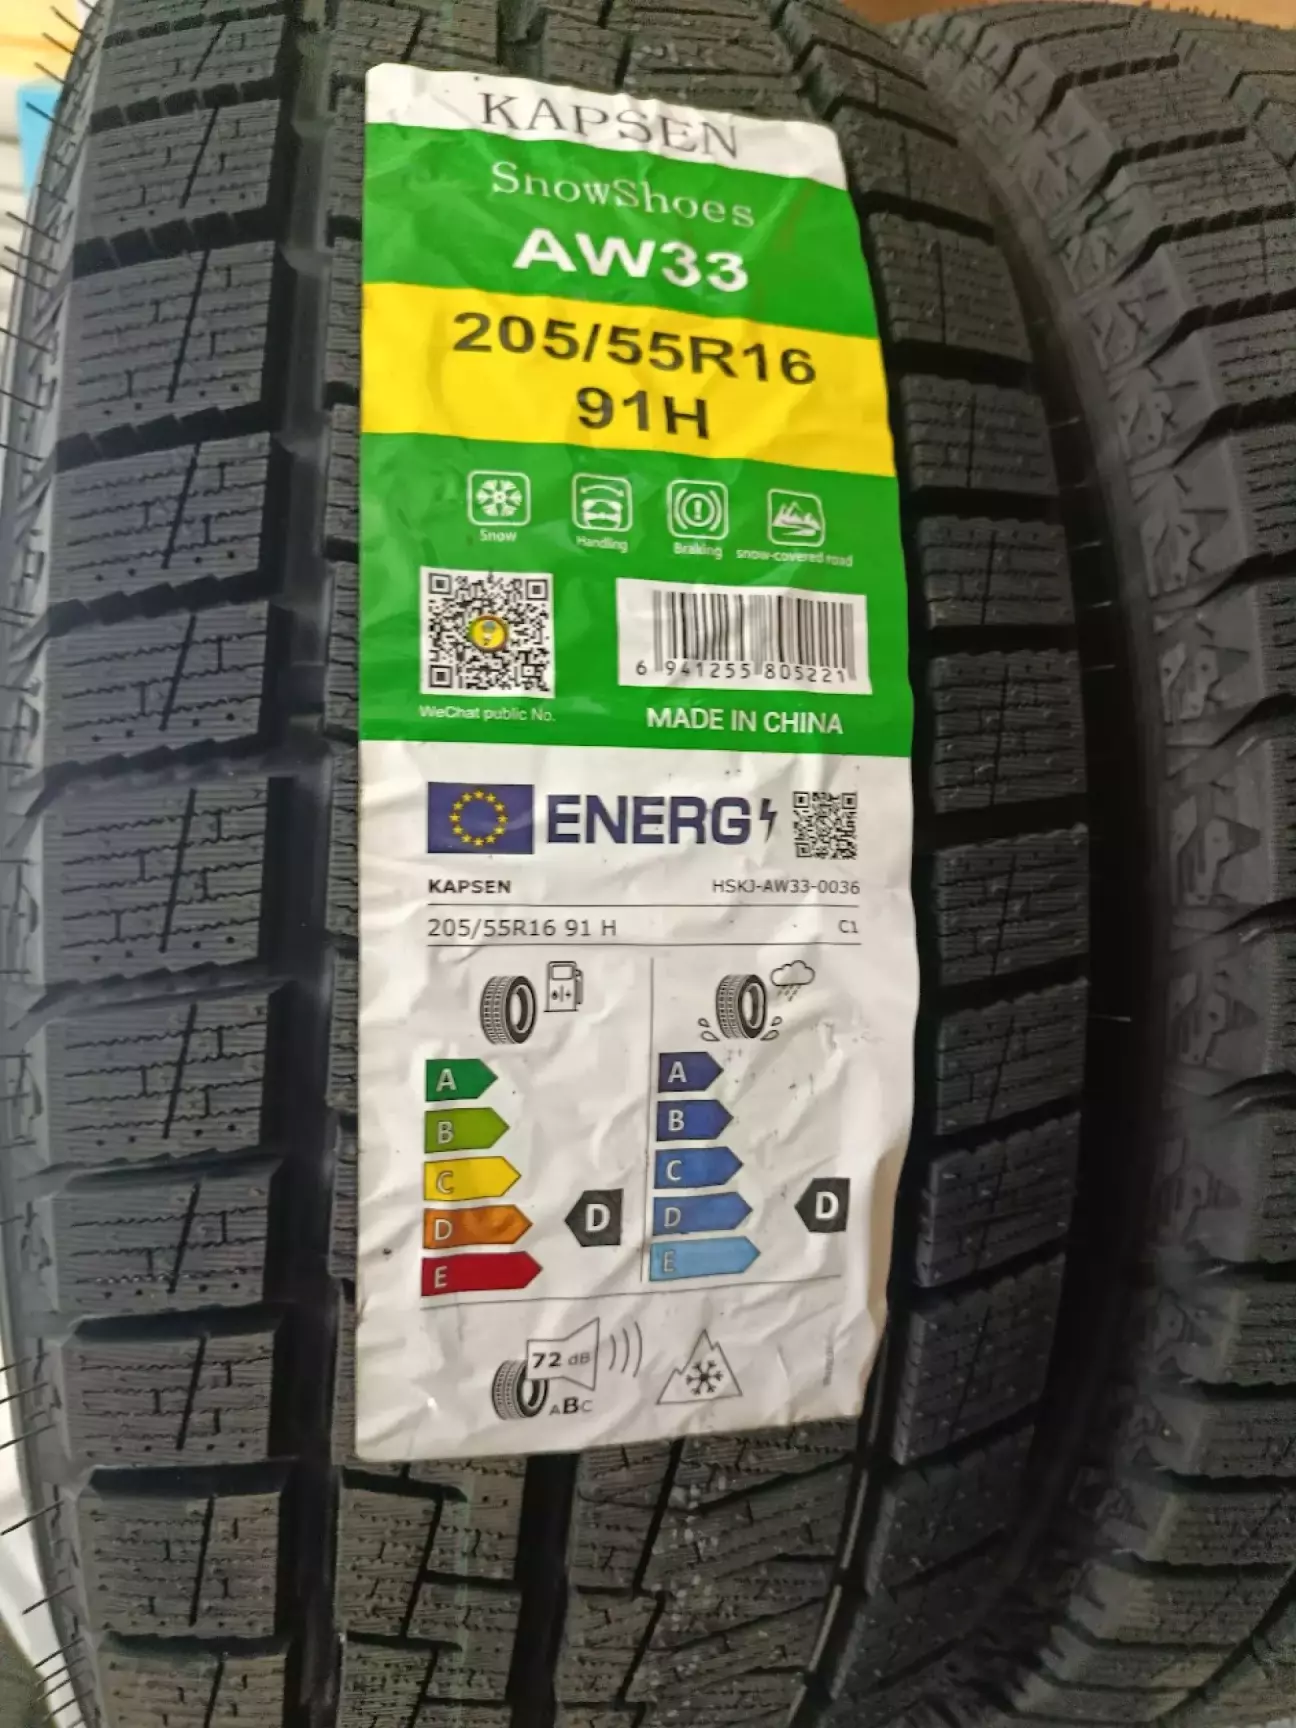 KAPSEN
SnowShoes
AW33
205/55R16
91H
Snow
Handling
Braking
snow-covered road
6 941255 805221
WeChat public No.
MADE IN CHINA
ENERG
KAPSEN HSKJ-AW33-0036
205/55R16 91 H C1
A A
B B
C C
D D D D
E E
72 dB
ABC